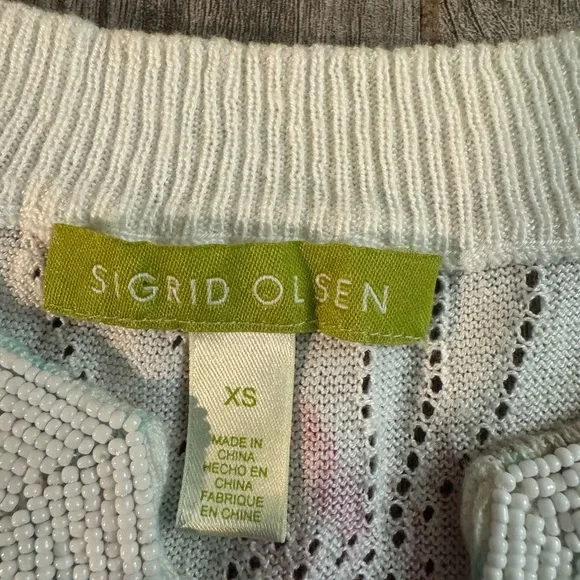 SIGRID OLSEN
XS
MADE IN
CHINA
HECHO EN
CHINA
FABRIQUE
EN CHINE